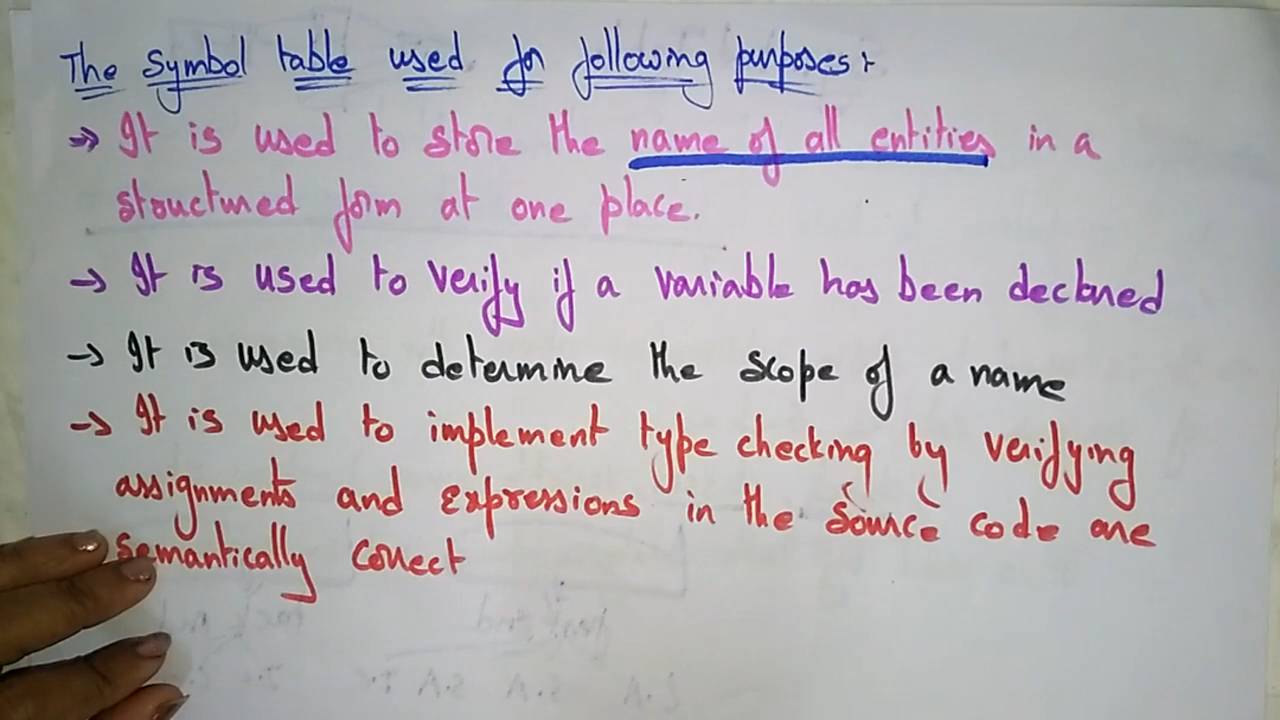 The symbol table used for following purposes:
→ It is used to store the name of all entities in a
structured form at one place.
→ It is used to verify if a variable has been declared
→ It is used to determine the scope of a name
→ It is used to implement type checking by verifying
assignments and expressions in the source code are
semantically correct